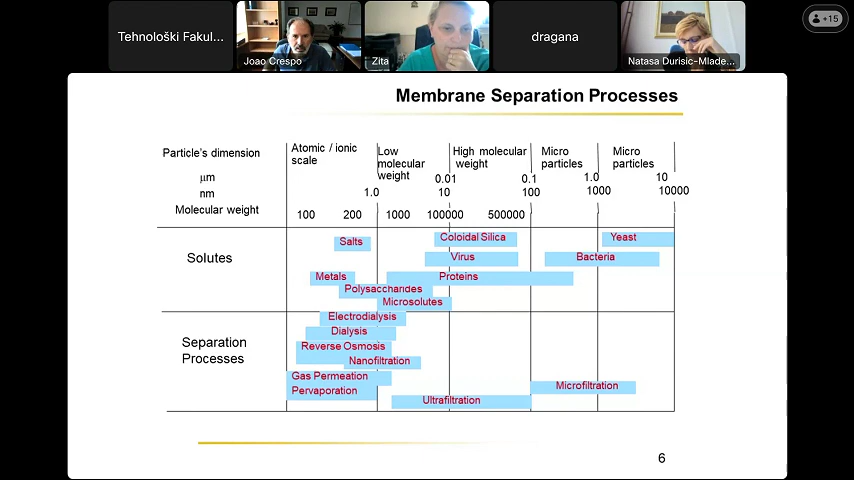 Tehnološki Fakul...
Joao Crespo
Zita
dragana
Natasa Durisic-Mlade...
+15
Membrane Separation Processes
Particle's dimension
Atomic / ionic
scale
Low
molecular
weight
High molecular
weight
Micro
particles
Micro
particles
μm
0.01
0.1
1.0
10
nm
1.0
10
100
1000
10000
Molecular weight
100
200
1000
100000
500000
Solutes
Salts
Coloidal Silica
Yeast
Virus
Bacteria
Metals
Proteins
Polysaccharides
Microsolutes
Separation
Processes
Electrodialysis
Dialysis
Reverse Osmosis
Nanofiltration
Gas Permeation
Pervaporation
Microfiltration
Ultrafiltration
6